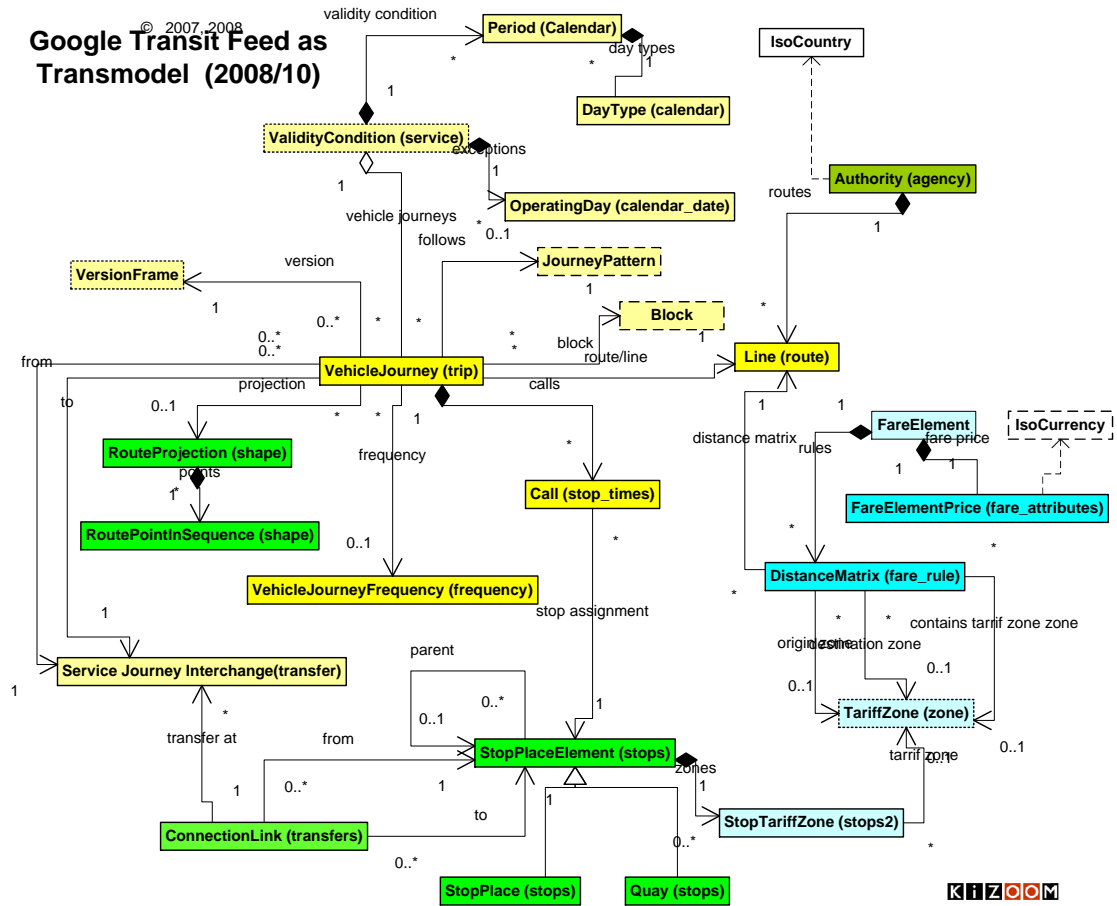 © 2007, 2008
Google Transit Feed as
Transmodel (2008/10)
validity condition
Period (Calendar)
day types
*
*
1
1
IsoCountry
DayType (calendar)
ValidityCondition (service)
exceptions
1
1
Authority (agency)
routes
1
OperatingDay (calendar_date)
vehicle journeys
*
0..1
follows
JourneyPattern
version
VersionFrame
1
1
Block
1
*
0..*
0..*
0..*
*
*
*
*
block
route/line
from
VehicleJourney (trip)
Line (route)
projection
calls
to
0..1
*
*
1
1
1
FareElement
IsoCurrency
distance matrix
rules
fare price
1
1
RouteProjection (shape)
points
1
*
frequency
*
Call (stop_times)
FareElementPrice (fare_attributes)
RoutePointInSequence (shape)
0..1
*
*
*
VehicleJourneyFrequency (frequency)
DistanceMatrix (fare_rule)
*
1
stop assignment
*
*
contains tarrif zone zone
origin zone
destination zone
parent
Service Journey Interchange(transfer)
1
0..1
0..*
1
0..1
0..1
TariffZone (zone)
*
transfer at
from
StopPlaceElement (stops)
zones
0..1
tarrif zone
0..1
1
0..*
1
1
1
to
StopTariffZone (stops2)
ConnectionLink (transfers)
0..*
0..*
*
StopPlace (stops)
Quay (stops)
KiZOOM